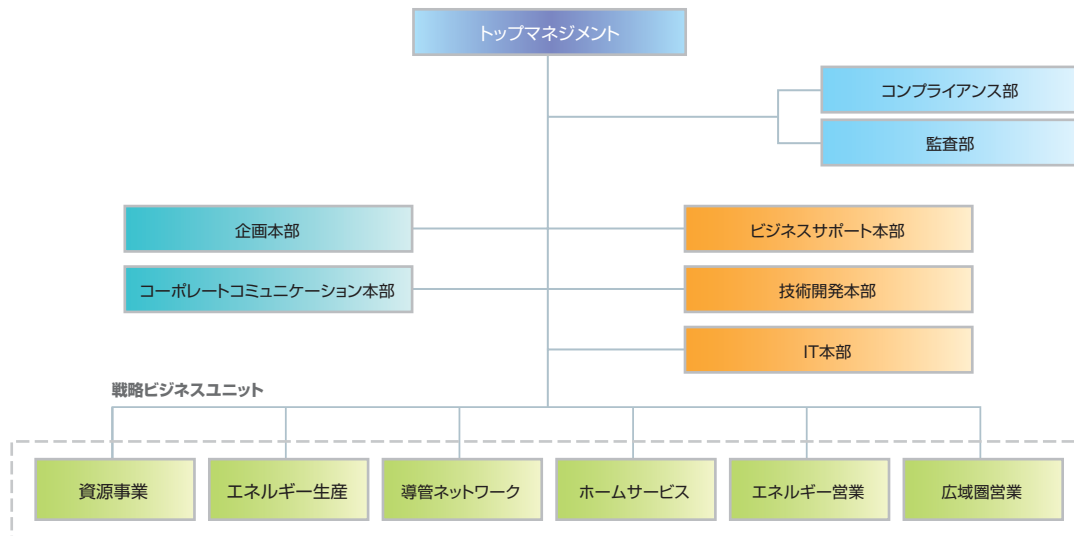 トップマネジメント
コンプライアンス部
監査部
企画本部
ビジネスサポート本部
コーポレートコミュニケーション本部
技術開発本部
IT本部
戦略ビジネスユニット
資源事業
エネルギー生産
導管ネットワーク
ホームサービス
エネルギー営業
広域圏営業